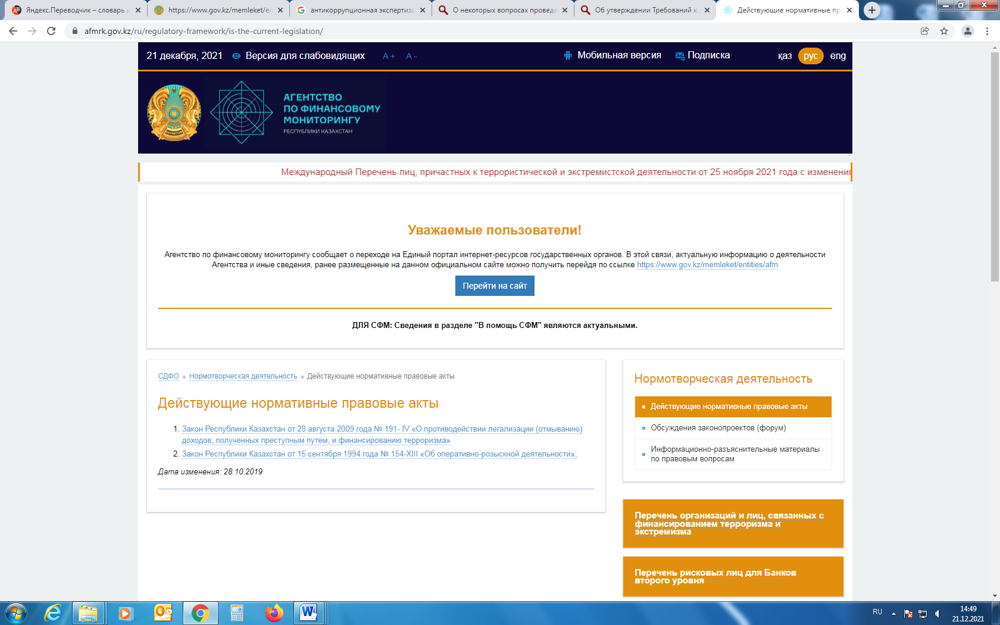 Яндекс.Переводчик – словарь и
https://www.gov.kz/memleket/en
антикоррупционная экспертиза
О некоторых вопросах проведе
Об утверждении Требований к
Действующие нормативные пр
afmrk.gov.kz/ru/regulatory-framework/is-the-current-legislation/
21 декабря, 2021
Версия для слабовидящих
A +
A -
Мобильная версия
Подписка
қаз
рус
eng
АГЕНТСТВО
ПО ФИНАНСОВОМУ
МОНИТОРИНГУ
РЕСПУБЛИКИ КАЗАХСТАН
Международный Перечень лиц, причастных к террористической и экстремистской деятельности от 25 ноября 2021 года с изменения
Уважаемые пользователи!
Агентство по финансовому мониторингу сообщает о переходе на Единый портал интернет-ресурсов государственных органов. В этой связи, актуальную информацию о деятельности
Агентства и иные сведения, ранее размещенные на данном официальном сайте можно получить перейдя по ссылке https://www.gov.kz/memleket/entities/afm
Перейти на сайт
ДЛЯ СФМ: Сведения в разделе "В помощь СФМ" являются актуальными.
СДФО » Нормотворческая деятельность » Действующие нормативные правовые акты
Действующие нормативные правовые акты
1. Закон Республики Казахстан от 28 августа 2009 года № 191- IV «О противодействии легализации (отмыванию)
доходов, полученных преступным путем, и финансированию терроризма»
2. Закон Республики Казахстан от 15 сентября 1994 года № 154-XIII «Об оперативно-розыскной деятельности»;
Дата изменения: 28.10.2019
Нормотворческая деятельность
Действующие нормативные правовые акты
Обсуждения законопроектов (форум)
Информационно-разъяснительные материалы
по правовым вопросам
Перечень организаций и лиц, связанных с
финансированием терроризма и
экстремизма
Перечень рисковых лиц для Банков
второго уровня
RU
14:49
21.12.2021